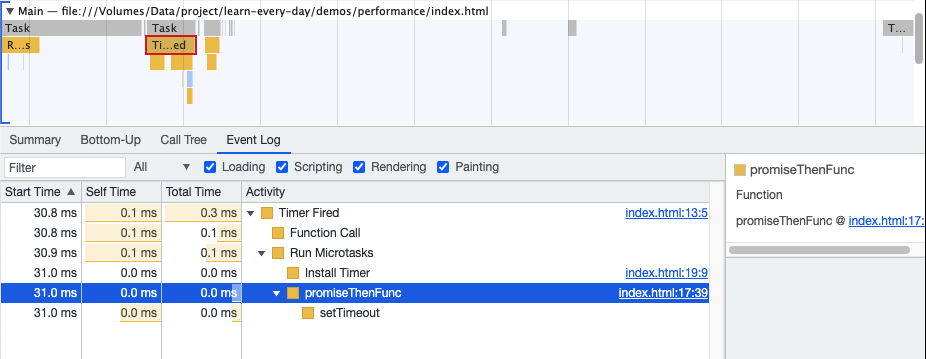 ▼ Main — file:///Volumes/Data/project/learn-every-day/demos/performance/index.html
Task Task T...
R...s Ti...ed
Summary Bottom-Up Call Tree Event Log
Filter All ▼ Loading Scripting Rendering Painting
Start Time ▲ Self Time Total Time Activity
30.8 ms 0.1 ms 0.3 ms ▼ Timer Fired index.html:13:5
30.8 ms 0.1 ms 0.1 ms Function Call
30.9 ms 0.1 ms 0.1 ms ▼ Run Microtasks
31.0 ms 0.0 ms 0.0 ms Install Timer index.html:19:9
31.0 ms 0.0 ms 0.0 ms ▼ promiseThenFunc index.html:17:39
31.0 ms 0.0 ms 0.0 ms setTimeout
promiseThenFunc
Function
promiseThenFunc @ index.html:17: